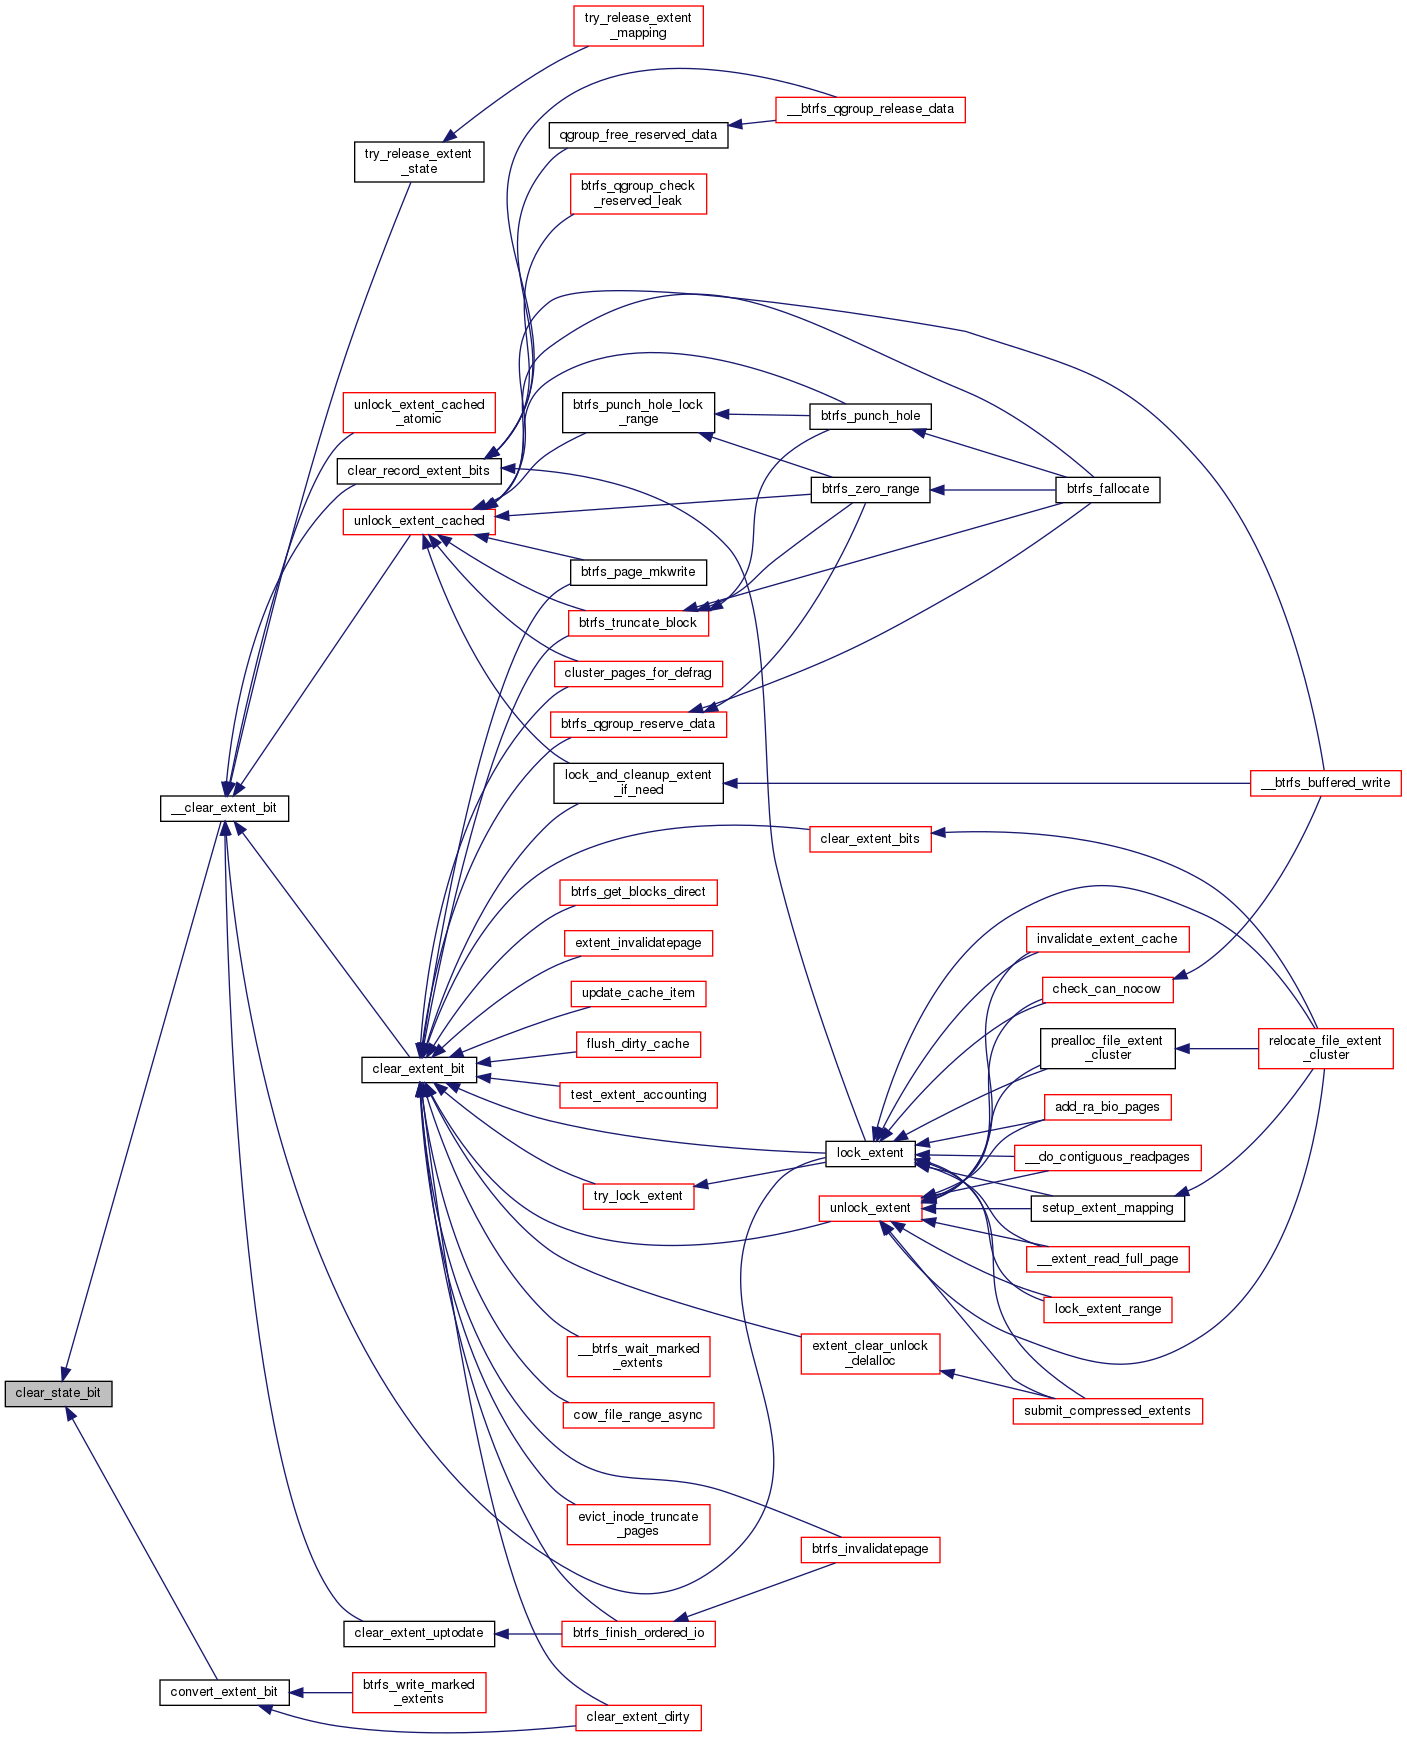 try_release_extent
_mapping
__btrfs_qgroup_release_data
qgroup_free_reserved_data
try_release_extent
_state
btrfs_qgroup_check
_reserved_leak
unlock_extent_cached
_atomic
btrfs_punch_hole_lock
_range
btrfs_punch_hole
clear_record_extent_bits
btrfs_zero_range
btrfs_fallocate
unlock_extent_cached
btrfs_page_mkwrite
btrfs_truncate_block
cluster_pages_for_defrag
btrfs_qgroup_reserve_data
lock_and_cleanup_extent
_if_need
__btrfs_buffered_write
__clear_extent_bit
clear_extent_bits
btrfs_get_blocks_direct
extent_invalidatepage
invalidate_extent_cache
update_cache_item
check_can_nocow
flush_dirty_cache
prealloc_file_extent
_cluster
relocate_file_extent
_cluster
clear_extent_bit
test_extent_accounting
add_ra_bio_pages
lock_extent
__do_contiguous_readpages
try_lock_extent
unlock_extent
setup_extent_mapping
__extent_read_full_page
lock_extent_range
__btrfs_wait_marked
_extents
extent_clear_unlock
_delalloc
clear_state_bit
cow_file_range_async
submit_compressed_extents
evict_inode_truncate
_pages
btrfs_invalidatepage
clear_extent_uptodate
btrfs_finish_ordered_io
convert_extent_bit
btrfs_write_marked
_extents
clear_extent_dirty